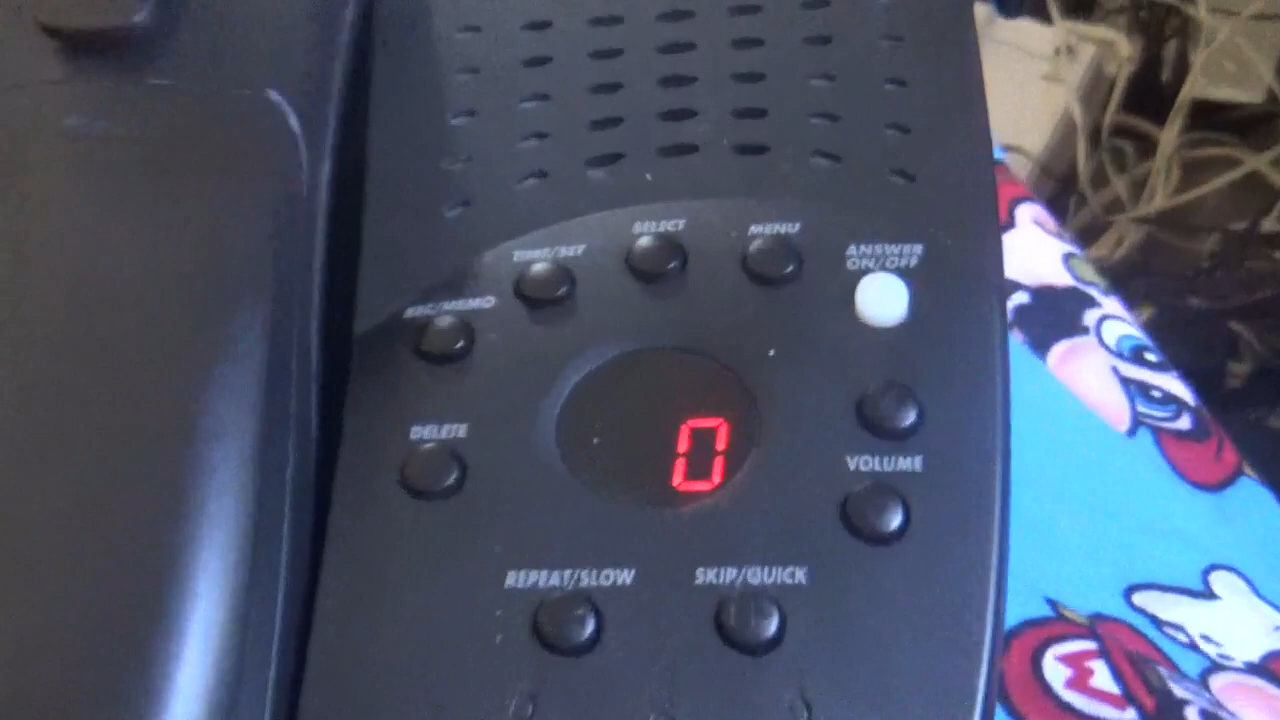 SELECT
MENU
TIME/SET
ANSWER
ON/OFF
REC/MEMO
DELETE
0
VOLUME
REPEAT/SLOW
SKIP/QUICK
M